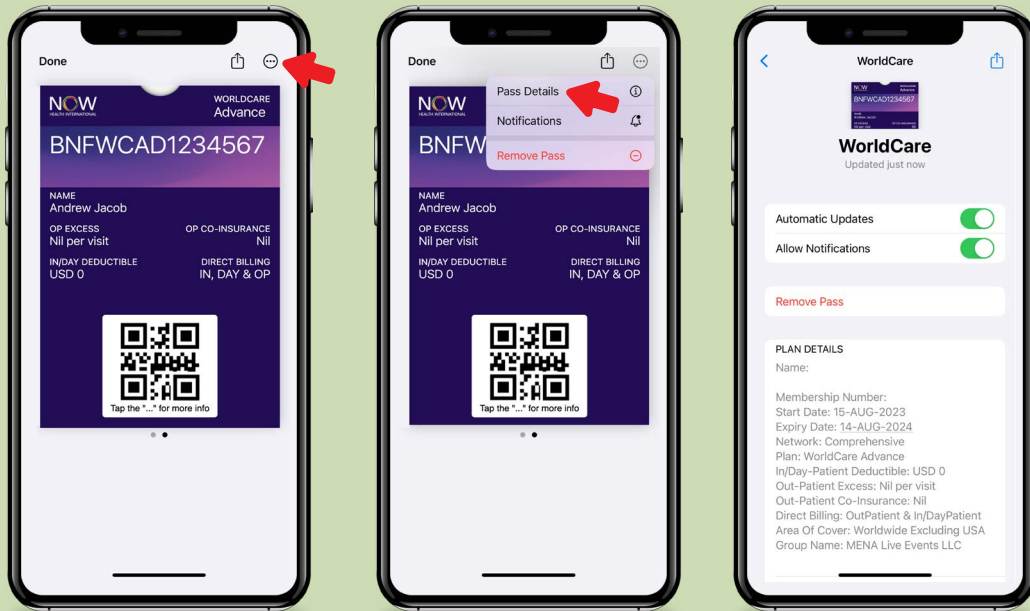 Done
NOW
HEALTH INTERNATIONAL
WORLDCARE
Advance
BNFWCAD1234567
NAME
Andrew Jacob
OP EXCESS
Nil per visit
OP CO-INSURANCE
Nil
IN/DAY DEDUCTIBLE
USD 0
DIRECT BILLING
IN, DAY & OP
Tap the "..." for more info
Done
Pass Details
Notifications
Remove Pass
NOW
HEALTH INTERNATIONAL
BNFW
NAME
Andrew Jacob
OP EXCESS
Nil per visit
OP CO-INSURANCE
Nil
IN/DAY DEDUCTIBLE
USD 0
DIRECT BILLING
IN, DAY & OP
Tap the "..." for more info
WorldCare
NOW
BNFWCAD1234567
WorldCare
Updated just now
Automatic Updates
Allow Notifications
Remove Pass
PLAN DETAILS
Name:
Membership Number:
Start Date: 15-AUG-2023
Expiry Date: 14-AUG-2024
Network: Comprehensive
Plan: WorldCare Advance
In/Day-Patient Deductible: USD 0
Out-Patient Excess: Nil per visit
Out-Patient Co-Insurance: Nil
Direct Billing: OutPatient & In/DayPatient
Area Of Cover: Worldwide Excluding USA
Group Name: MENA Live Events LLC